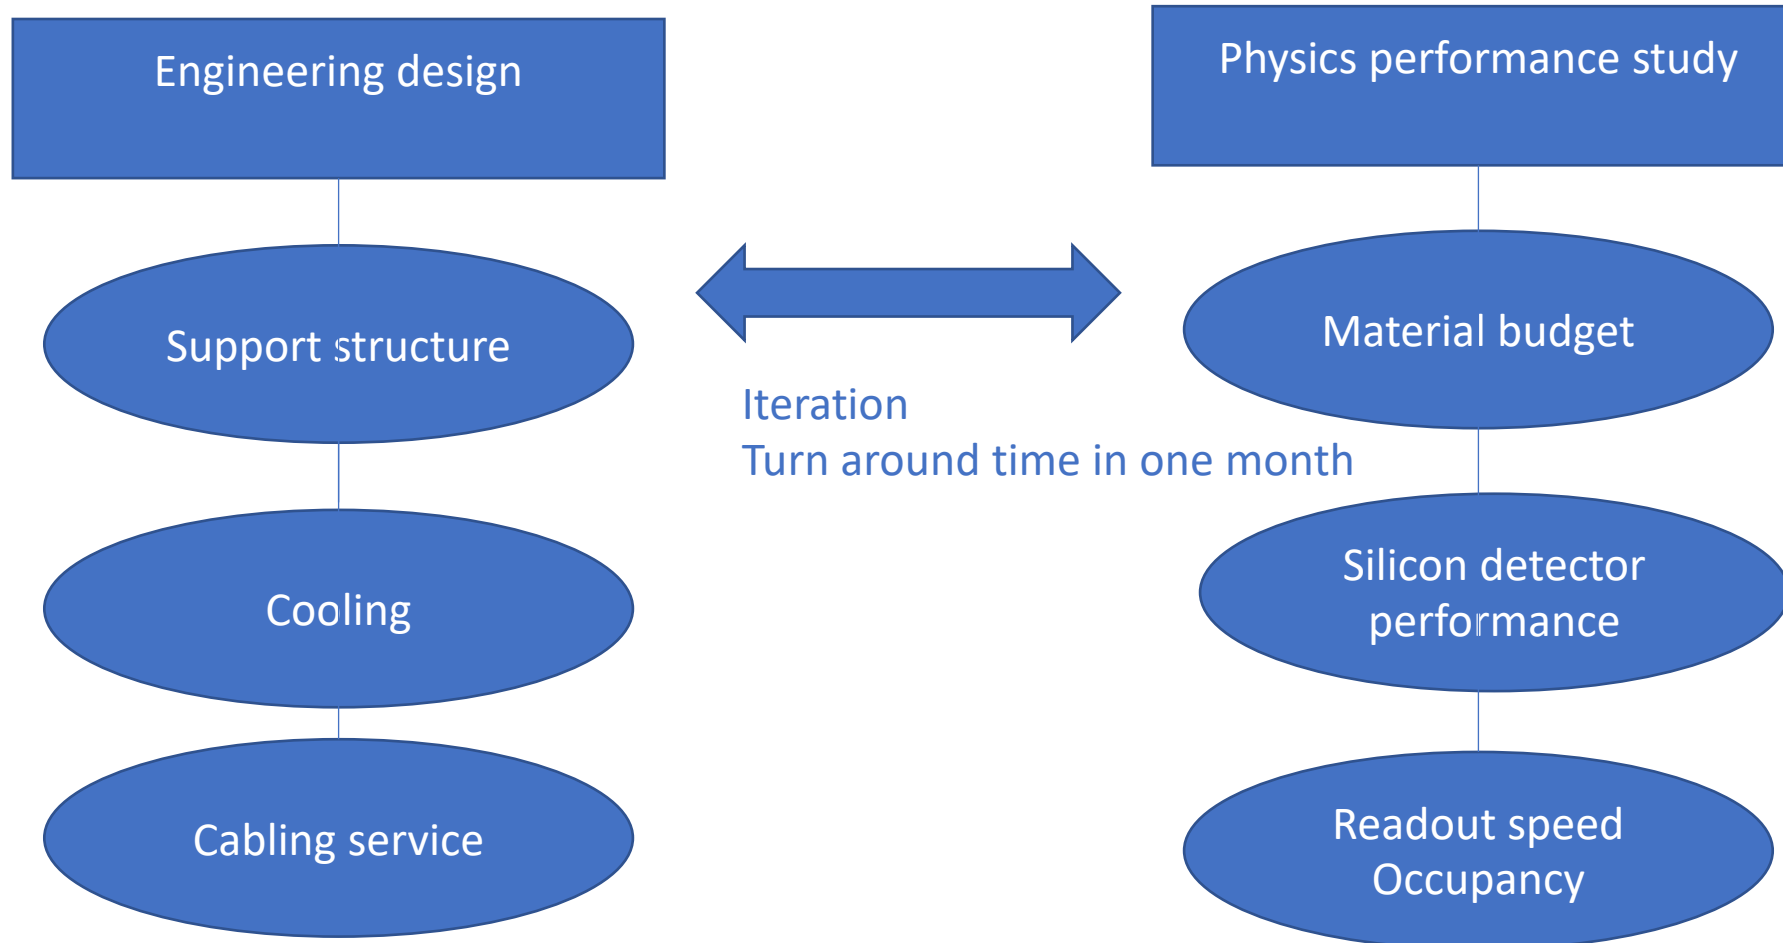 Engineering design
Support structure
Cooling
Cabling service
Iteration
Turn around time in one month
Physics performance study
Material budget
Silicon detector
performance
Readout speed
Occupancy